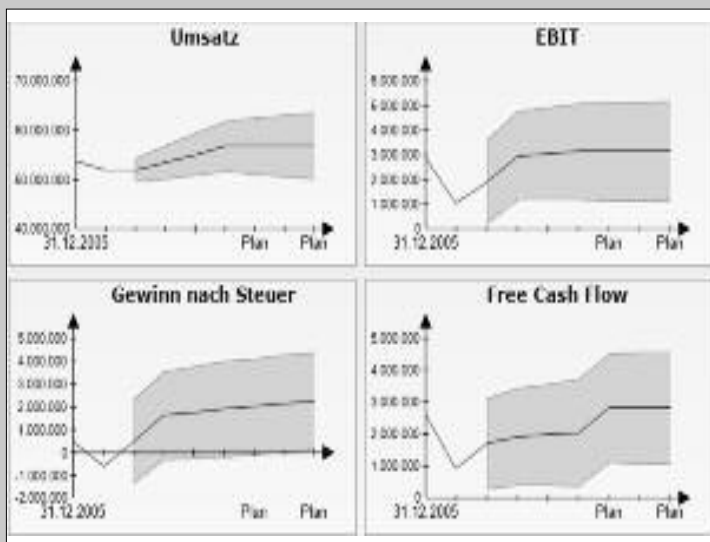 Umsatz
70.000.000
60.000.000
50.000.000
40.000.000
31.12.2005
Plan
Plan
EBIT
6.000.000
5.000.000
4.000.000
3.000.000
2.000.000
1.000.000
0
31.12.2005
Plan
Plan
Gewinn nach Steuer
5.000.000
4.000.000
3.000.000
2.000.000
1.000.000
0
-1.000.000
-2.000.000
31.12.2005
Plan
Plan
Free Cash Flow
5.000.000
4.000.000
3.000.000
2.000.000
1.000.000
0
31.12.2005
Plan
Plan